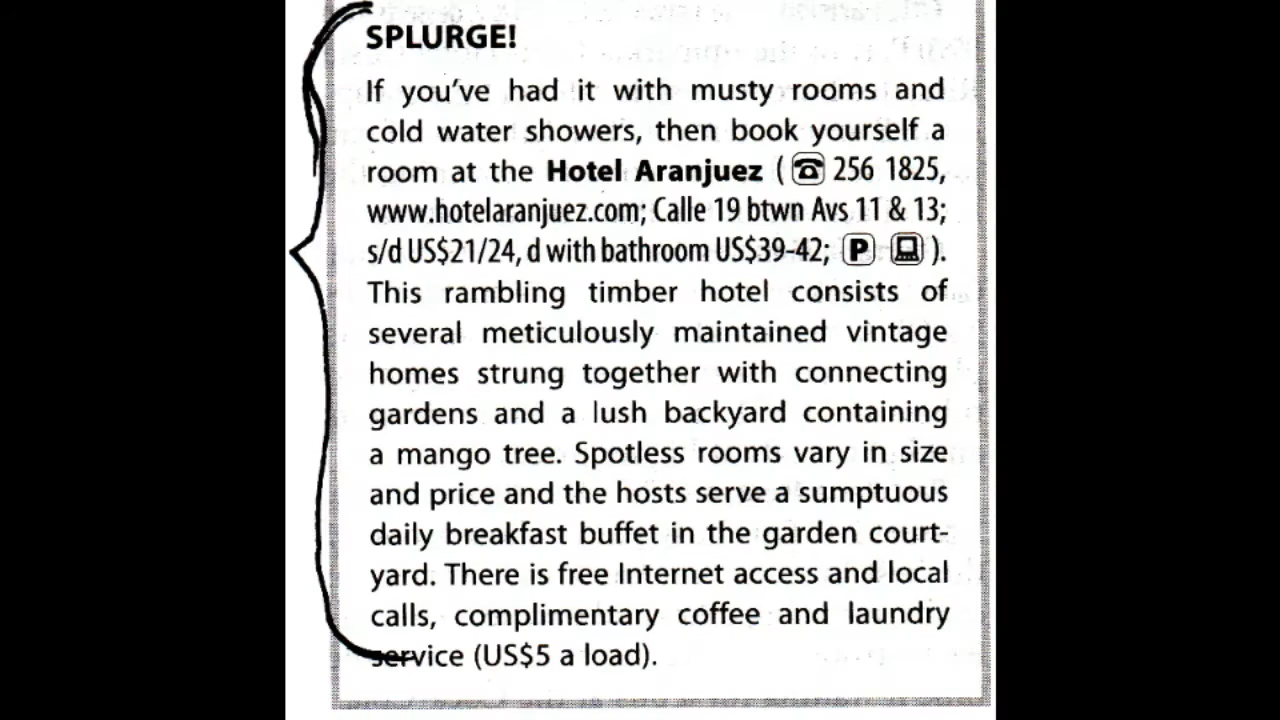 SPLURGE!
If you've had it with musty rooms and
cold water showers, then book yourself a
room at the Hotel Aranjuez (☎ 256 1825,
www.hotelaranjuez.com; Calle 19 btwn Avs 11 & 13;
s/d US$21/24, d with bathroom US$39-42; P 💻).
This rambling timber hotel consists of
several meticulously maintained vintage
homes strung together with connecting
gardens and a lush backyard containing
a mango tree. Spotless rooms vary in size
and price and the hosts serve a sumptuous
daily breakfast buffet in the garden court-
yard. There is free Internet access and local
calls, complimentary coffee and laundry
service (US$5 a load).